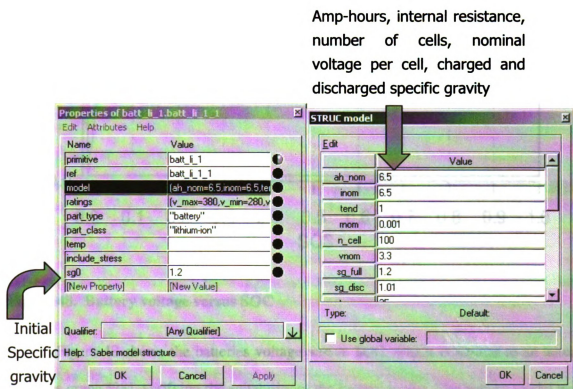 Amp-hours, internal resistance,
number of cells, nominal
voltage per cell, charged and
discharged specific gravity
Properties of batt_li_1.batt_li_1_1
Edit Attributes Help
Name Value
primitive batt_li_1
ref batt_li_1_1
model (ah_nom=6.5,inom=6.5,ten
ratings (v_max=380,v_min=280,v
part_type "battery"
part_class "lithium-ion"
temp
include_stress
sg0 1.2
[New Property] [New Value]
Qualifier: [Any Qualifier]
Help: Saber model structure
OK Cancel Apply
Initial
Specific
gravity
STRUC model
Edit
Value
ah_nom 6.5
inom 6.5
tend 1
rnom 0.001
n_cell 100
vnom 3.3
sg_full 1.2
sg_disc 1.01
Type: Default:
Use global variable:
OK Cancel